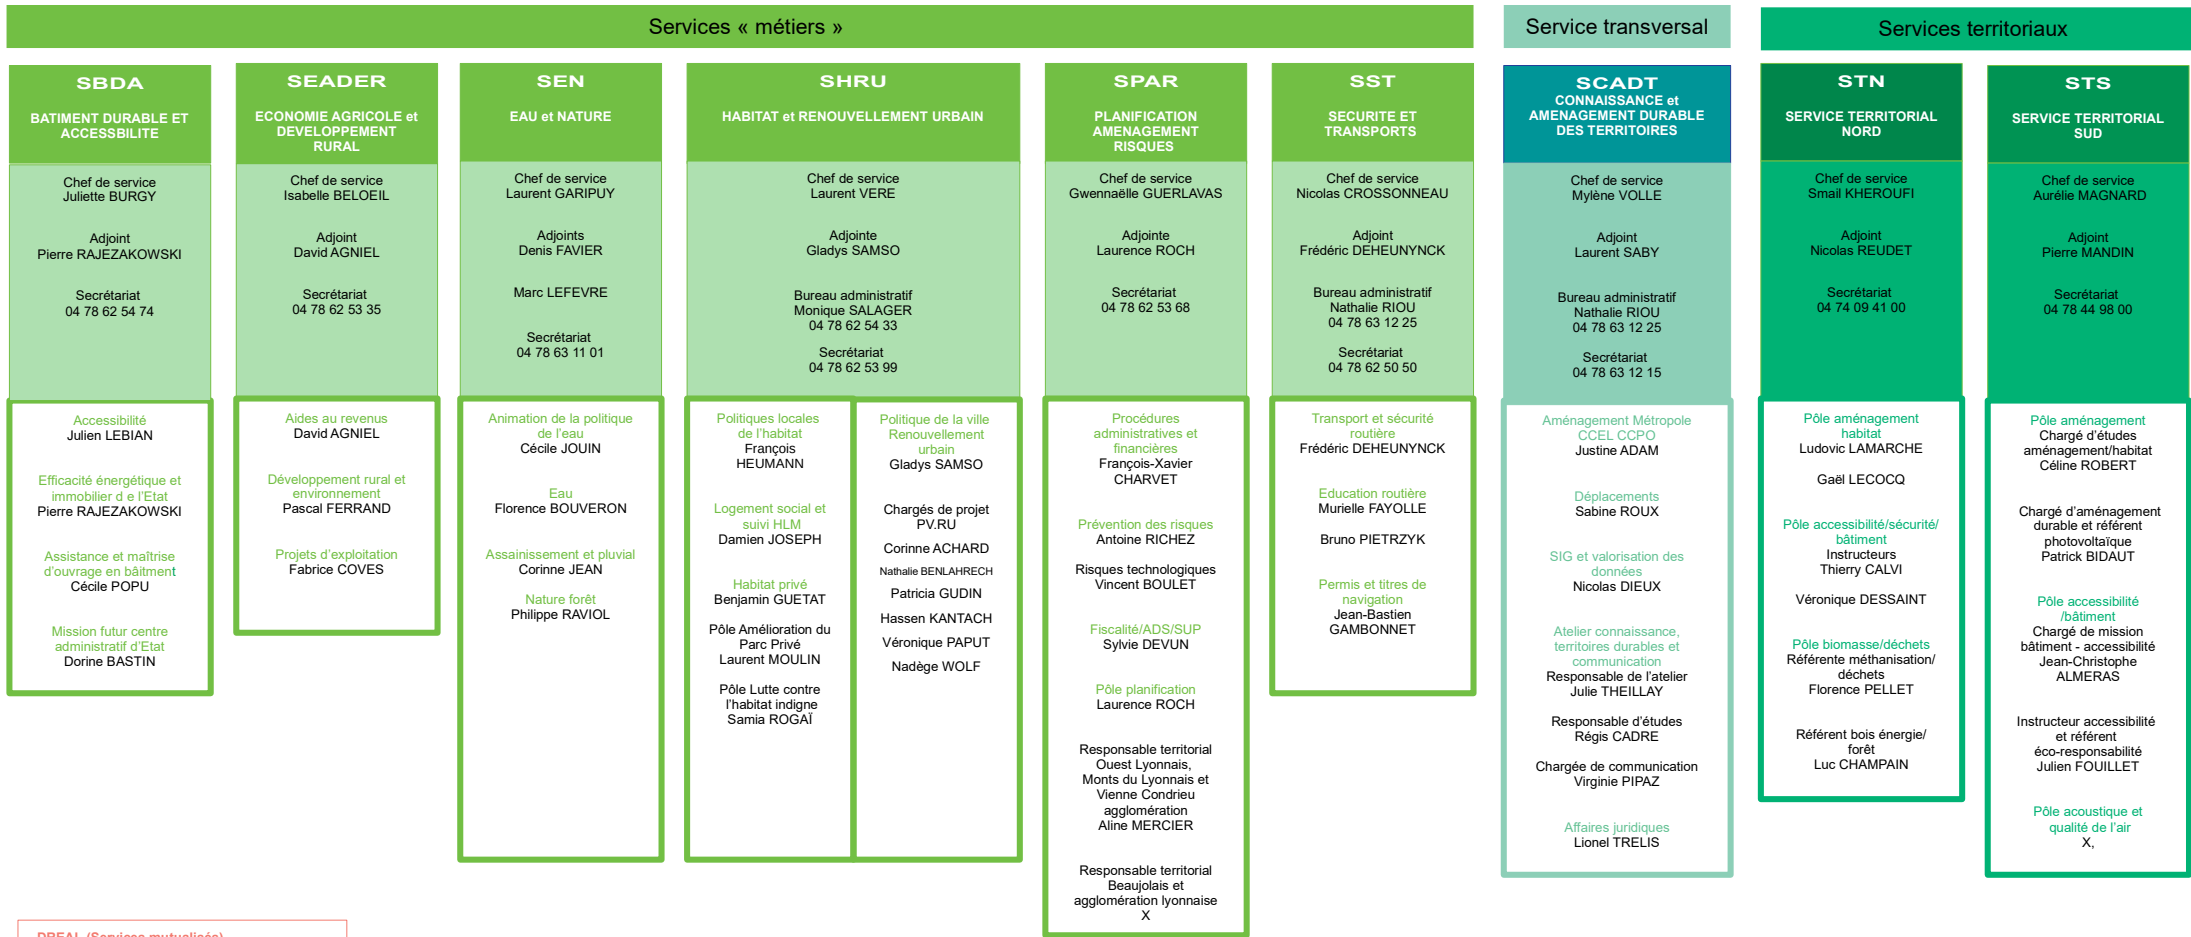 Services « métiers »
Service transversal
Services territoriaux
SBDA
BATIMENT DURABLE ET
ACCESSBILITE
Chef de service
Juliette BURGY
Adjoint
Pierre RAJEZAKOWSKI
Secrétariat
04 78 62 54 74
Accessibilité
Julien LEBIAN
Efficacité énergétique et
immobilier d e l'Etat
Pierre RAJEZAKOWSKI
Assistance et maîtrise
d'ouvrage en bâitment
Cécile POPU
Mission futur centre
administratif d'Etat
Dorine BASTIN
SEADER
ECONOMIE AGRICOLE et
DEVELOPPEMENT
RURAL
Chef de service
Isabelle BELOEIL
Adjoint
David AGNIEL
Secrétariat
04 78 62 53 35
Aides au revenus
David AGNIEL
Développement rural et
environnement
Pascal FERRAND
Projets d'exploitation
Fabrice COVES
SEN
EAU et NATURE
Chef de service
Laurent GARIPUY
Adjoints
Denis FAVIER
Marc LEFEVRE
Secrétariat
04 78 63 11 01
Animation de la politique
de l'eau
Cécile JOUIN
Eau
Florence BOUVERON
Assainissement et pluvial
Corinne JEAN
Nature forêt
Philippe RAVIOL
SHRU
HABITAT et RENOUVELLEMENT URBAIN
Chef de service
Laurent VERE
Adjointe
Gladys SAMSO
Bureau administratif
Monique SALAGER
04 78 62 54 33
Secrétariat
04 78 62 53 99
Politiques locales
de l'habitat
François
HEUMANN
Logement social et
suivi HLM
Damien JOSEPH
Habitat privé
Benjamin GUETAT
Pôle Amélioration du
Parc Privé
Laurent MOULIN
Pôle Lutte contre
l'habitat indigne
Samia ROGAÏ
Politique de la ville
Renouvellement
urbain
Gladys SAMSO
Chargés de projet
PV.RU
Corinne ACHARD
Nathalie BENLAHRECH
Patricia GUDIN
Hassen KANTACH
Véronique PAPUT
Nadège WOLF
SPAR
PLANIFICATION
AMENAGEMENT
RISQUES
Chef de service
Gwennaëlle GUERLAVAS
Adjointe
Laurence ROCH
Secrétariat
04 78 62 53 68
Procédures
administratives et
financières
François-Xavier
CHARVET
Prévention des risques
Antoine RICHEZ
Risques technologiques
Vincent BOULET
Fiscalité/ADS/SUP
Sylvie DEVUN
Pôle planification
Laurence ROCH
Responsable territorial
Ouest Lyonnais,
Monts du Lyonnais et
Vienne Condrieu
agglomération
Aline MERCIER
Responsable territorial
Beaujolais et
agglomération lyonnaise
X
SST
SECURITE ET
TRANSPORTS
Chef de service
Nicolas CROSSONNEAU
Adjoint
Frédéric DEHEUNYNCK
Bureau administratif
Nathalie RIOU
04 78 63 12 25
Secrétariat
04 78 62 50 50
Transport et sécurité
routière
Frédéric DEHEUNYNCK
Education routière
Murielle FAYOLLE
Bruno PIETRZYK
Permis et titres de
navigation
Jean-Bastien
GAMBONNET
SCADT
CONNAISSANCE et
AMENAGEMENT DURABLE
DES TERRITOIRES
Chef de service
Mylène VOLLE
Adjoint
Laurent SABY
Bureau administratif
Nathalie RIOU
04 78 63 12 25
Secrétariat
04 78 63 12 15
Aménagement Métropole
CCEL CCPO
Justine ADAM
Déplacements
Sabine ROUX
SIG et valorisation des
données
Nicolas DIEUX
Atelier connaissance,
territoires durables et
communication
Responsable de l'atelier
Julie THEILLAY
Responsable d'études
Régis CADRE
Chargée de communication
Virginie PIPAZ
Affaires juridiques
Lionel TRELIS
STN
SERVICE TERRITORIAL
NORD
Chef de service
Smail KHEROUFI
Adjoint
Nicolas REUDET
Secrétariat
04 74 09 41 00
Pôle aménagement
habitat
Ludovic LAMARCHE
Gaël LECOCQ
Pôle accessibilité/sécurité/
bâtiment
Instructeurs
Thierry CALVI
Véronique DESSAINT
Pôle biomasse/déchets
Référente méthanisation/
déchets
Florence PELLET
Référent bois énergie/
forêt
Luc CHAMPAIN
STS
SERVICE TERRITORIAL
SUD
Chef de service
Aurélie MAGNARD
Adjoint
Pierre MANDIN
Secrétariat
04 78 44 98 00
Pôle aménagement
Chargé d'études
aménagement/habitat
Céline ROBERT
Chargé d'aménagement
durable et référent
photovoltaïque
Patrick BIDAUT
Pôle accessibilité
/bâtiment
Chargé de mission
bâtiment - accessibilité
Jean-Christophe
ALMERAS
Instructeur accessibilité
et référent
éco-responsabilité
Julien FOUILLET
Pôle acoustique et
qualité de l'air
X,
DREAL (Services mutualisés)